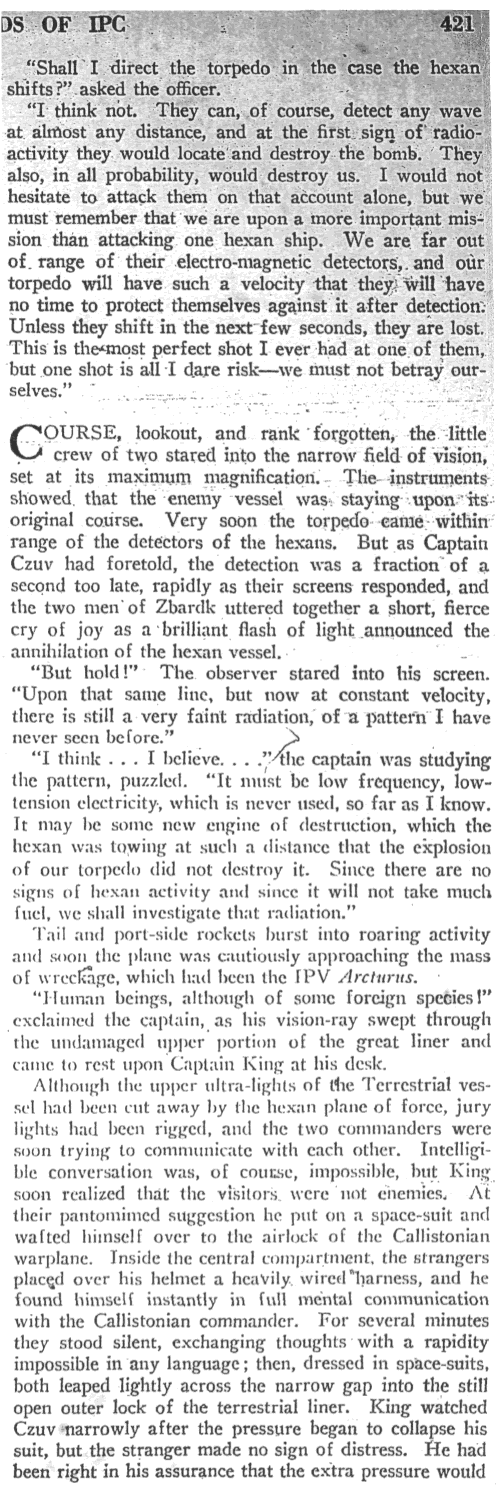 DS OF IPC 421
"Shall I direct the torpedo in the case the hexan
shifts?" asked the officer.
"I think not. They can, of course, detect any wave
at almost any distance, and at the first sign of radio-
activity they would locate and destroy the bomb. They
also, in all probability, would destroy us. I would not
hesitate to attack them on that account alone, but we
must remember that we are upon a more important mis-
sion than attacking one hexan ship. We are far out
of range of their electro-magnetic detectors, and our
torpedo will have such a velocity that they will have
no time to protect themselves against it after detection.
Unless they shift in the next few seconds, they are lost.
This is the most perfect shot I ever had at one of them,
but one shot is all I dare risk—we must not betray our-
selves."
COURSE, lookout, and rank forgotten, the little
crew of two stared into the narrow field of vision,
set at its maximum magnification. The instruments
showed that the enemy vessel was staying upon its
original course. Very soon the torpedo came within
range of the detectors of the hexans. But as Captain
Czuv had foretold, the detection was a fraction of a
second too late, rapidly as their screens responded, and
the two men of Zbardk uttered together a short, fierce
cry of joy as a brilliant flash of light announced the
annihilation of the hexan vessel.
"But hold!" The observer stared into his screen.
"Upon that same line, but now at constant velocity,
there is still a very faint radiation, of a pattern I have
never seen before."
"I think . . . I believe. . . ." the captain was studying
the pattern, puzzled. "It must be low frequency, low-
tension electricity, which is never used, so far as I know.
It may be some new engine of destruction, which the
hexan was towing at such a distance that the explosion
of our torpedo did not destroy it. Since there are no
signs of hexan activity and since it will not take much
fuel, we shall investigate that radiation."
Tail and port-side rockets burst into roaring activity
and soon the plane was cautiously approaching the mass
of wreckage, which had been the IPV Arcturus.
"Human beings, although of some foreign species!"
exclaimed the captain, as his vision-ray swept through
the undamaged upper portion of the great liner and
came to rest upon Captain King at his desk.
Although the upper ultra-lights of the Terrestrial ves-
sel had been cut away by the hexan plane of force, jury
lights had been rigged, and the two commanders were
soon trying to communicate with each other. Intelligi-
ble conversation was, of course, impossible, but King
soon realized that the visitors were not enemies. At
their pantomimed suggestion he put on a space-suit and
wafted himself over to the airlock of the Callistonian
warplane. Inside the central compartment, the strangers
placed over his helmet a heavily wired harness, and he
found himself instantly in full mental communication
with the Callistonian commander. For several minutes
they stood silent, exchanging thoughts with a rapidity
impossible in any language; then, dressed in space-suits,
both leaped lightly across the narrow gap into the still
open outer lock of the terrestrial liner. King watched
Czuv narrowly after the pressure began to collapse his
suit, but the stranger made no sign of distress. He had
been right in his assurance that the extra pressure would